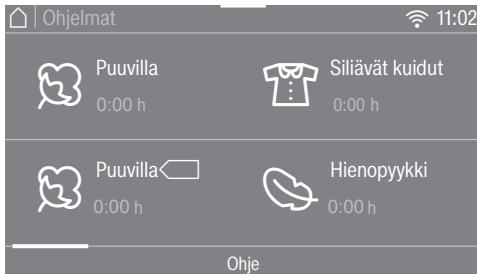 Ohjelmat 11:02
Puuvilla
0:00 h
Siliävät kuidut
0:00 h
Puuvilla
0:00 h
Hienopyykki
0:00 h
Ohje